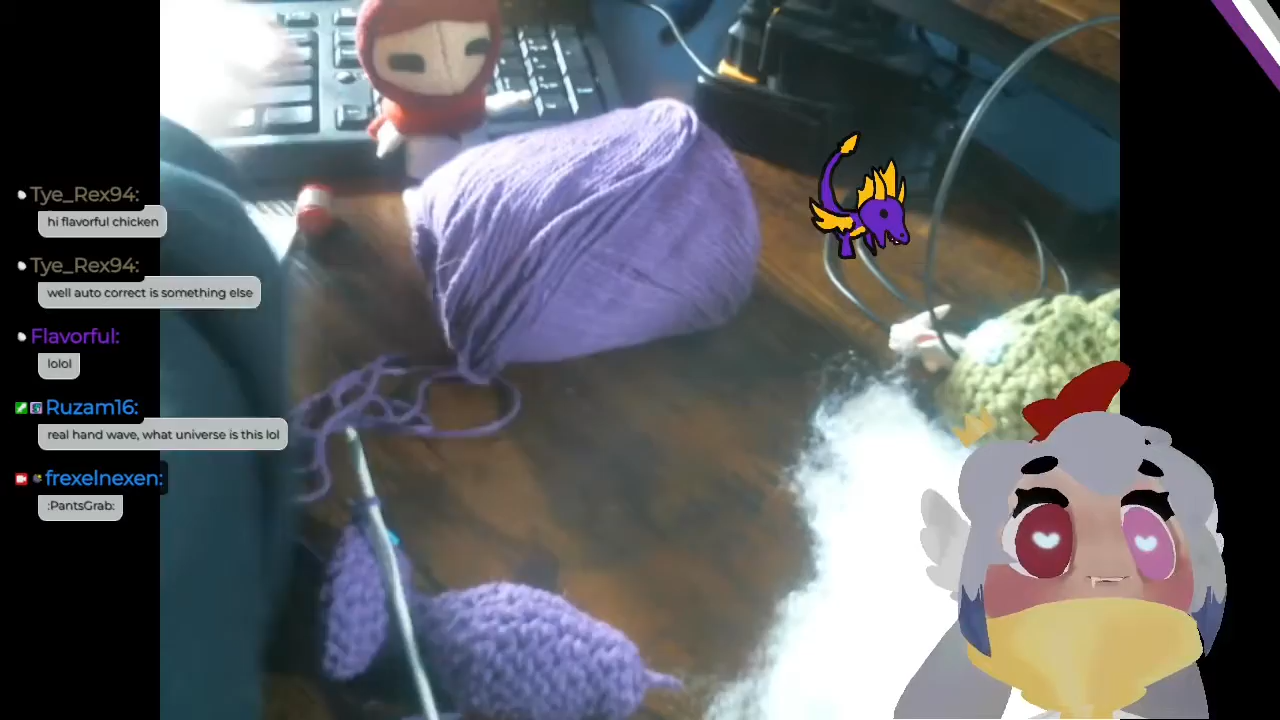 Tye_Rex94:
hi flavorful chicken
Tye_Rex94:
well auto correct is something else
Flavorful:
lolol
Ruzam16:
real hand wave, what universe is this lol
frexelnexen:
:PantsGrab: